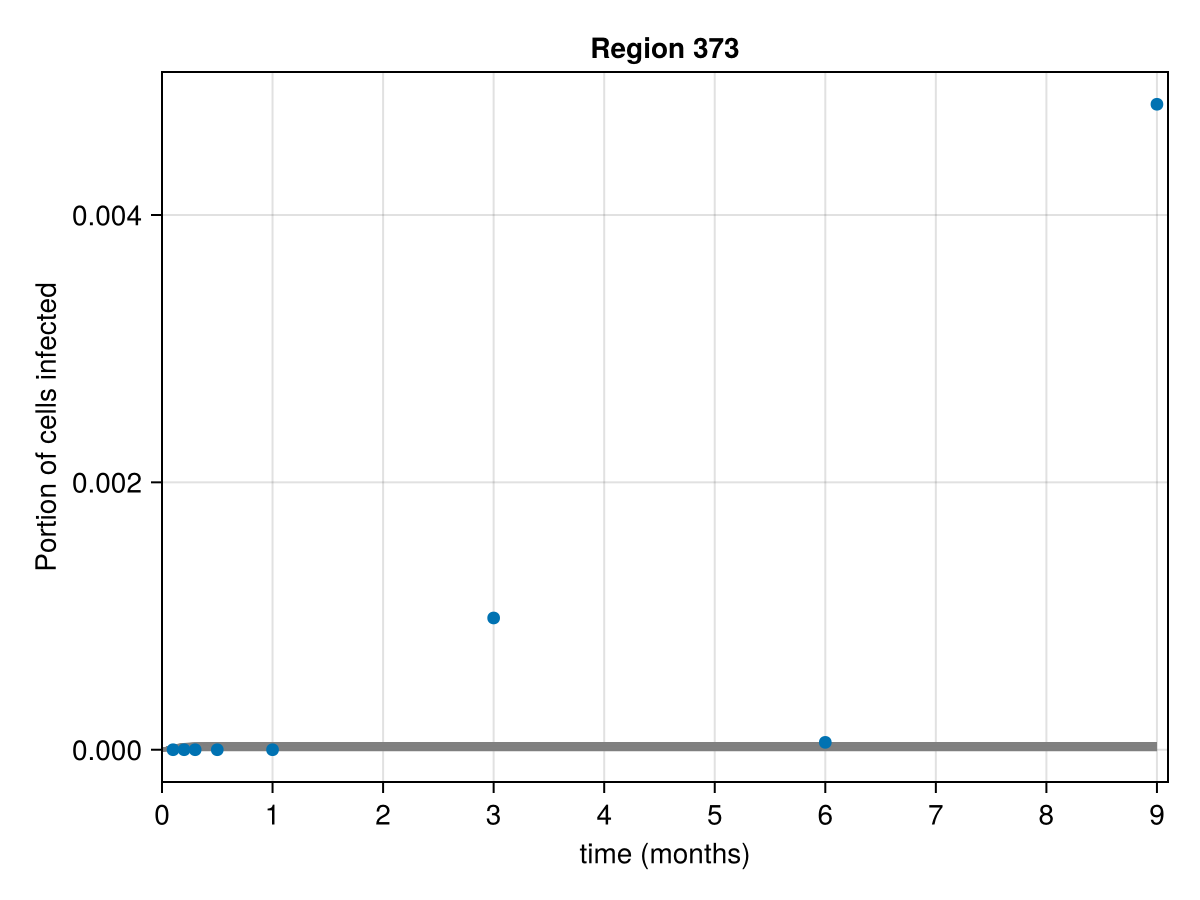 Region 373
Portion of cells infected
0.004
0.002
0.000
0 1 2 3 4 5 6 7 8 9
time (months)